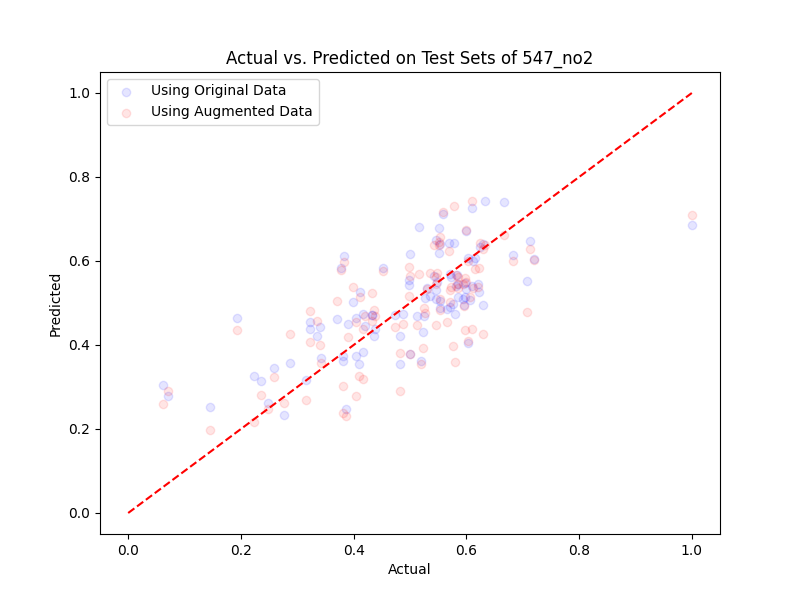 Actual vs. Predicted on Test Sets of 547_no2
Using Original Data
Using Augmented Data
1.0
0.8
0.6
0.4
0.2
0.0
Predicted
0.0 0.2 0.4 0.6 0.8 1.0
Actual